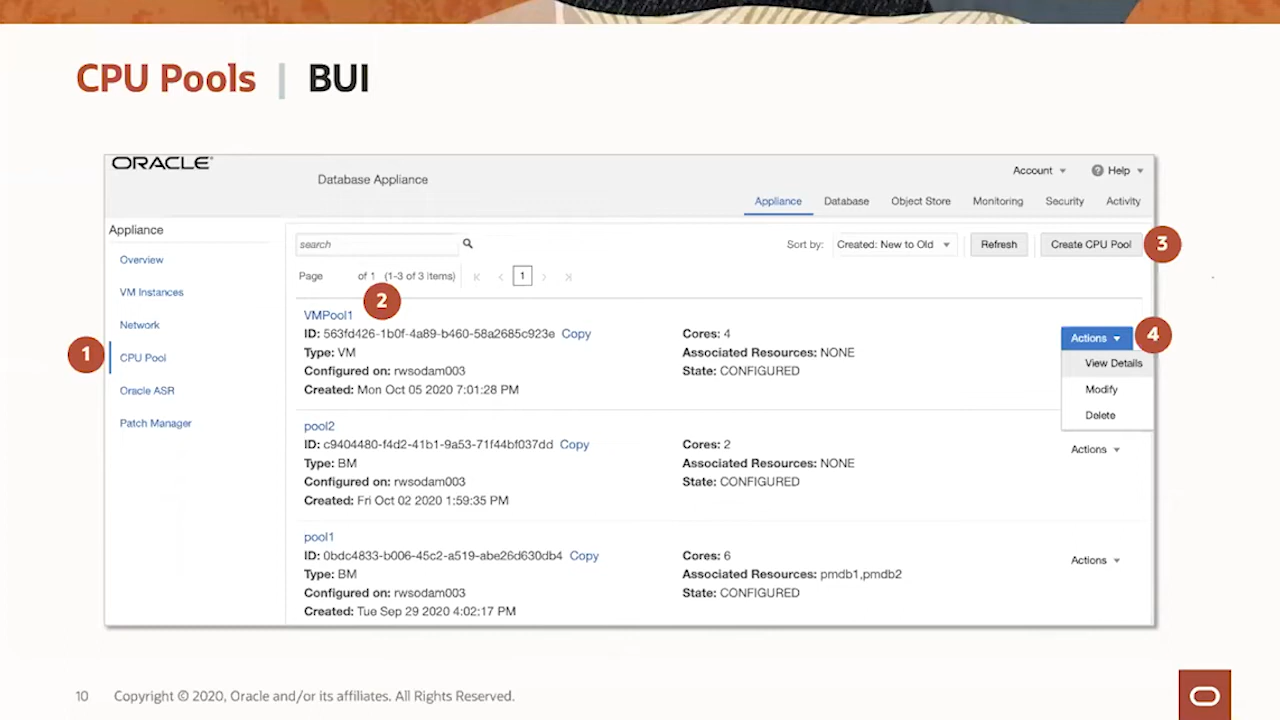 CPU Pools | BUI
ORACLE
Database Appliance
Account
? Help
Appliance Database Object Store Monitoring Security Activity
Appliance
Overview
VM Instances
Network
1 CPU Pool
Oracle ASR
Patch Manager
search
Sort by: Created: New to Old Refresh Create CPU Pool 3
Page of 1 (1-3 of 3 items) 1
2
VMPool1
ID: 563fd426-1b0f-4a89-b460-58a2685c923e Copy
Type: VM
Configured on: rwsodam003
Created: Mon Oct 05 2020 7:01:28 PM
Cores: 4
Associated Resources: NONE
State: CONFIGURED
Actions 4
View Details
Modify
Delete
pool2
ID: c9404480-f4d2-41b1-9a53-71f44bf037dd Copy
Type: BM
Configured on: rwsodam003
Created: Fri Oct 02 2020 1:59:35 PM
Cores: 2
Associated Resources: NONE
State: CONFIGURED
Actions
pool1
ID: 0bdc4833-b006-45c2-a519-abe26d630db4 Copy
Type: BM
Configured on: rwsodam003
Created: Tue Sep 29 2020 4:02:17 PM
Cores: 6
Associated Resources: pmdb1,pmdb2
State: CONFIGURED
Actions
10 Copyright © 2020, Oracle and/or its affiliates. All Rights Reserved.